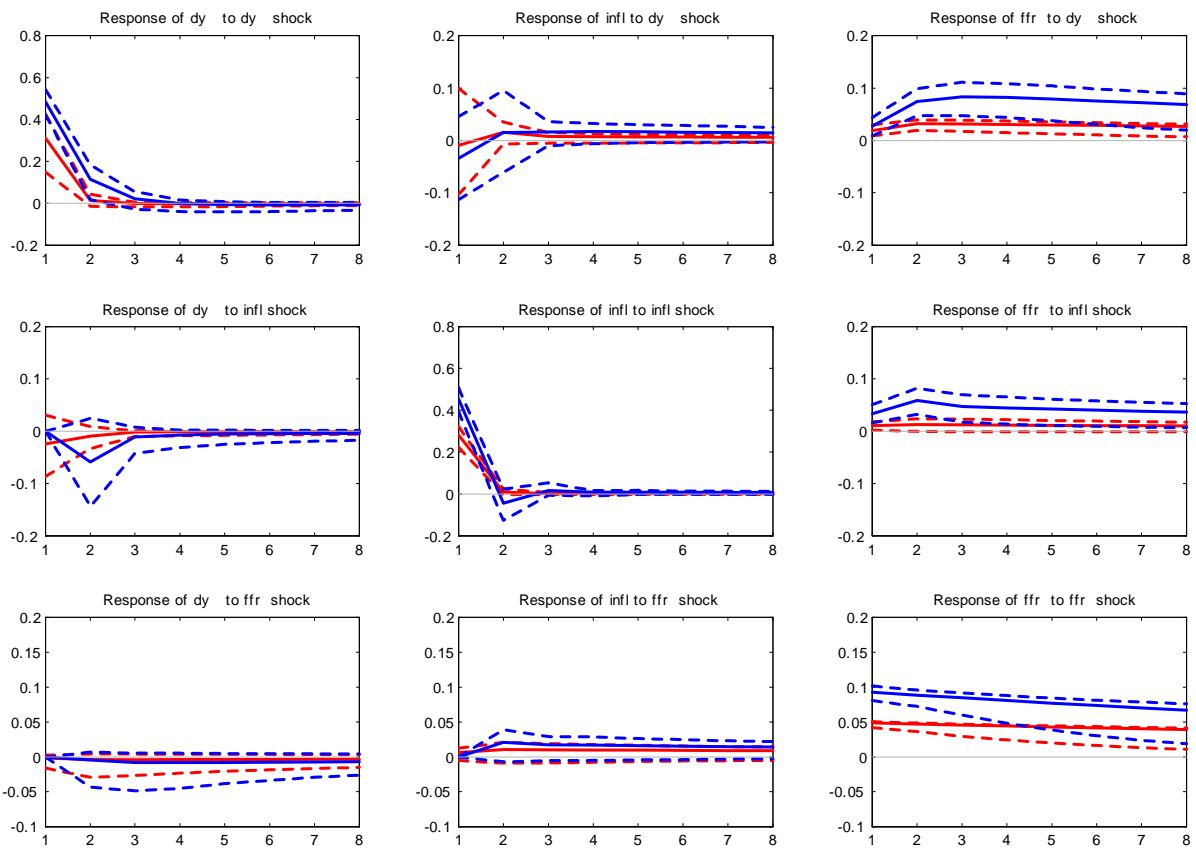 Response of dy to dy shock
0.8
0.6
0.4
0.2
0
-0.2
1 2 3 4 5 6 7 8
Response of infl to dy shock
0.2
0.1
0
-0.1
-0.2
1 2 3 4 5 6 7 8
Response of ffr to dy shock
0.2
0.1
0
-0.1
-0.2
1 2 3 4 5 6 7 8
Response of dy to infl shock
0.2
0.1
0
-0.1
-0.2
1 2 3 4 5 6 7 8
Response of infl to infl shock
0.8
0.6
0.4
0.2
0
-0.2
1 2 3 4 5 6 7 8
Response of ffr to infl shock
0.2
0.1
0
-0.1
-0.2
1 2 3 4 5 6 7 8
Response of dy to ffr shock
0.2
0.15
0.1
0.05
0
-0.05
-0.1
1 2 3 4 5 6 7 8
Response of infl to ffr shock
0.2
0.15
0.1
0.05
0
-0.05
-0.1
1 2 3 4 5 6 7 8
Response of ffr to ffr shock
0.2
0.15
0.1
0.05
0
-0.05
-0.1
1 2 3 4 5 6 7 8